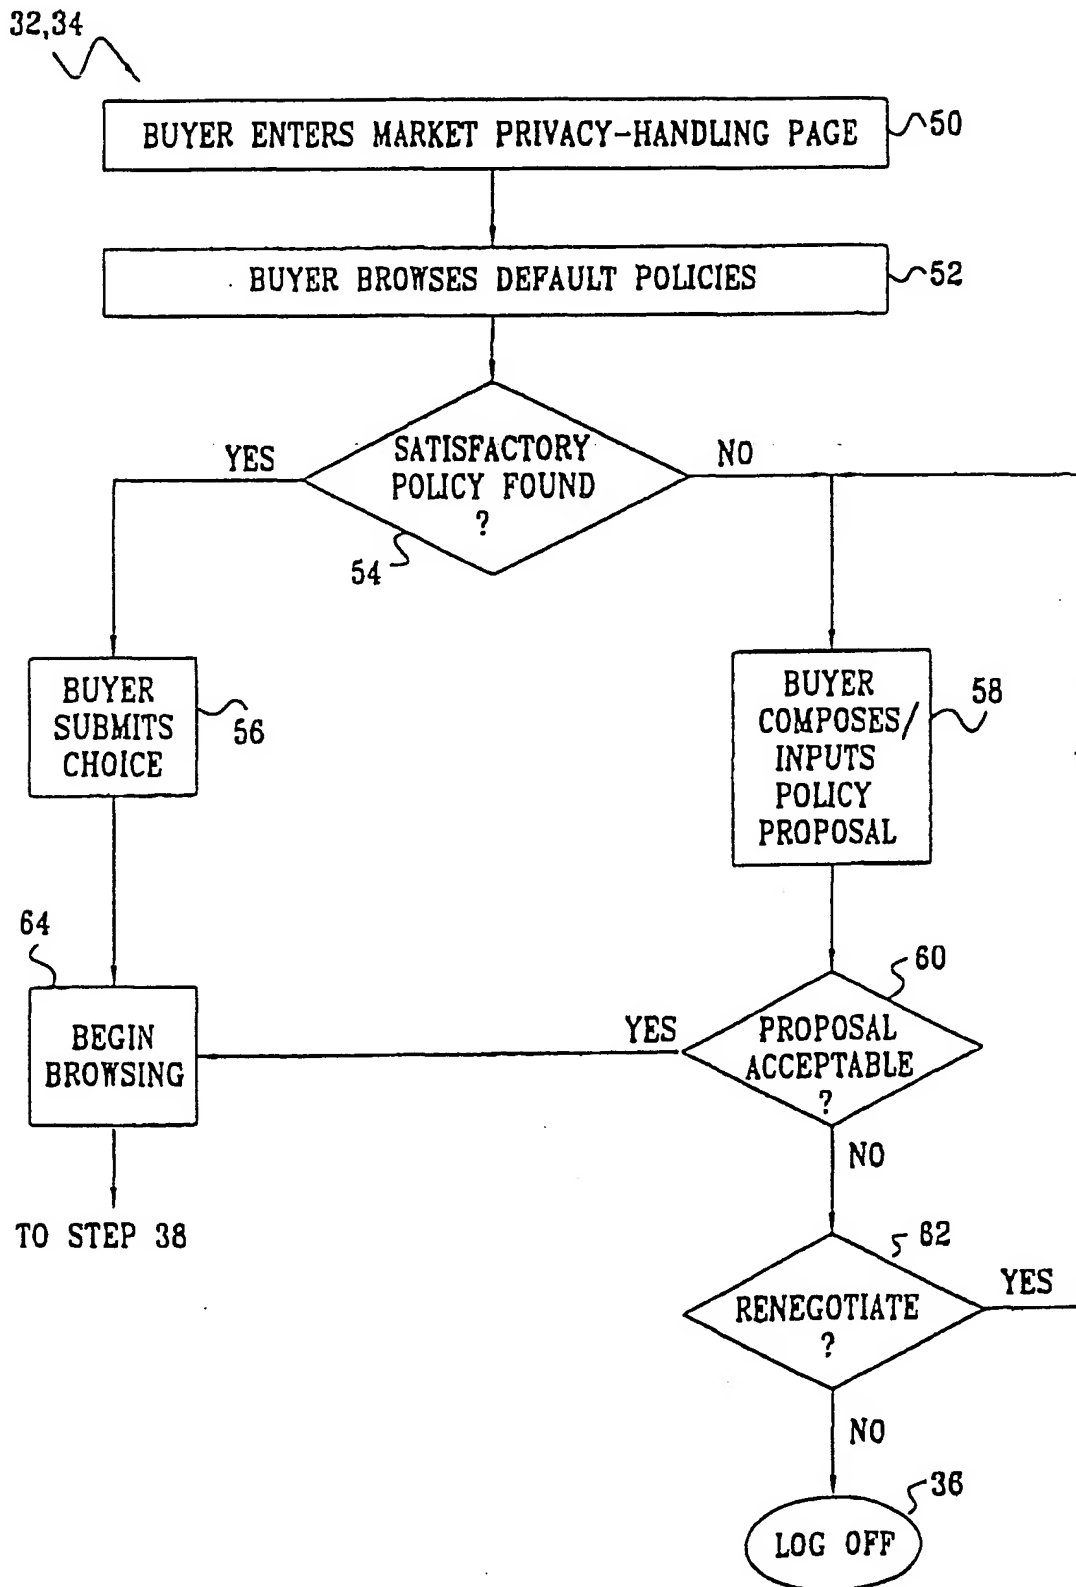 32,34
BUYER ENTERS MARKET PRIVACY-HANDLING PAGE
50
BUYER BROWSES DEFAULT POLICIES
52
SATISFACTORY
POLICY FOUND
?
YES
NO
54
BUYER
SUBMITS
CHOICE
56
BUYER
COMPOSES/
INPUTS
POLICY
PROPOSAL
58
64
BEGIN
BROWSING
60
YES
PROPOSAL
ACCEPTABLE
?
NO
TO STEP 38
62
RENEGOTIATE
?
YES
NO
36
LOG OFF